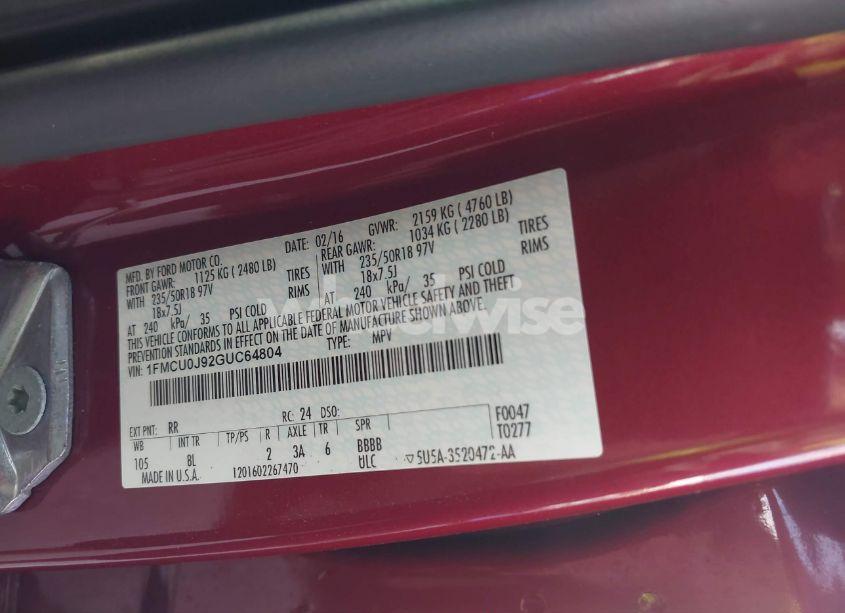 MFD. BY FORD MOTOR CO. DATE: 02/16 GVWR: 2159 KG ( 4760 LB)
FRONT GAWR: 1125 KG ( 2480 LB) REAR GAWR: 1034 KG ( 2280 LB)
WITH 235/50R18 97V TIRES WITH 235/50R18 97V TIRES
18x7.5J RIMS 18x7.5J RIMS
AT 240 kPa/ 35 PSI COLD AT 240 kPa/ 35 PSI COLD
THIS VEHICLE CONFORMS TO ALL APPLICABLE FEDERAL MOTOR VEHICLE SAFETY AND THEFT
PREVENTION STANDARDS IN EFFECT ON THE DATE OF MANUFACTURE SHOWN ABOVE.
VIN: 1FMCU0J92GUC64804 TYPE: MPV
EXT PNT: RR RC: 24 DSO: F0047
WB INT TR TP/PS R AXLE TR SPR T0277
105 BL 2 3A 6 BBBB
MADE IN U.S.A. 1201602267470 ULC ▽5U5A-3520472-AA
wheelwise